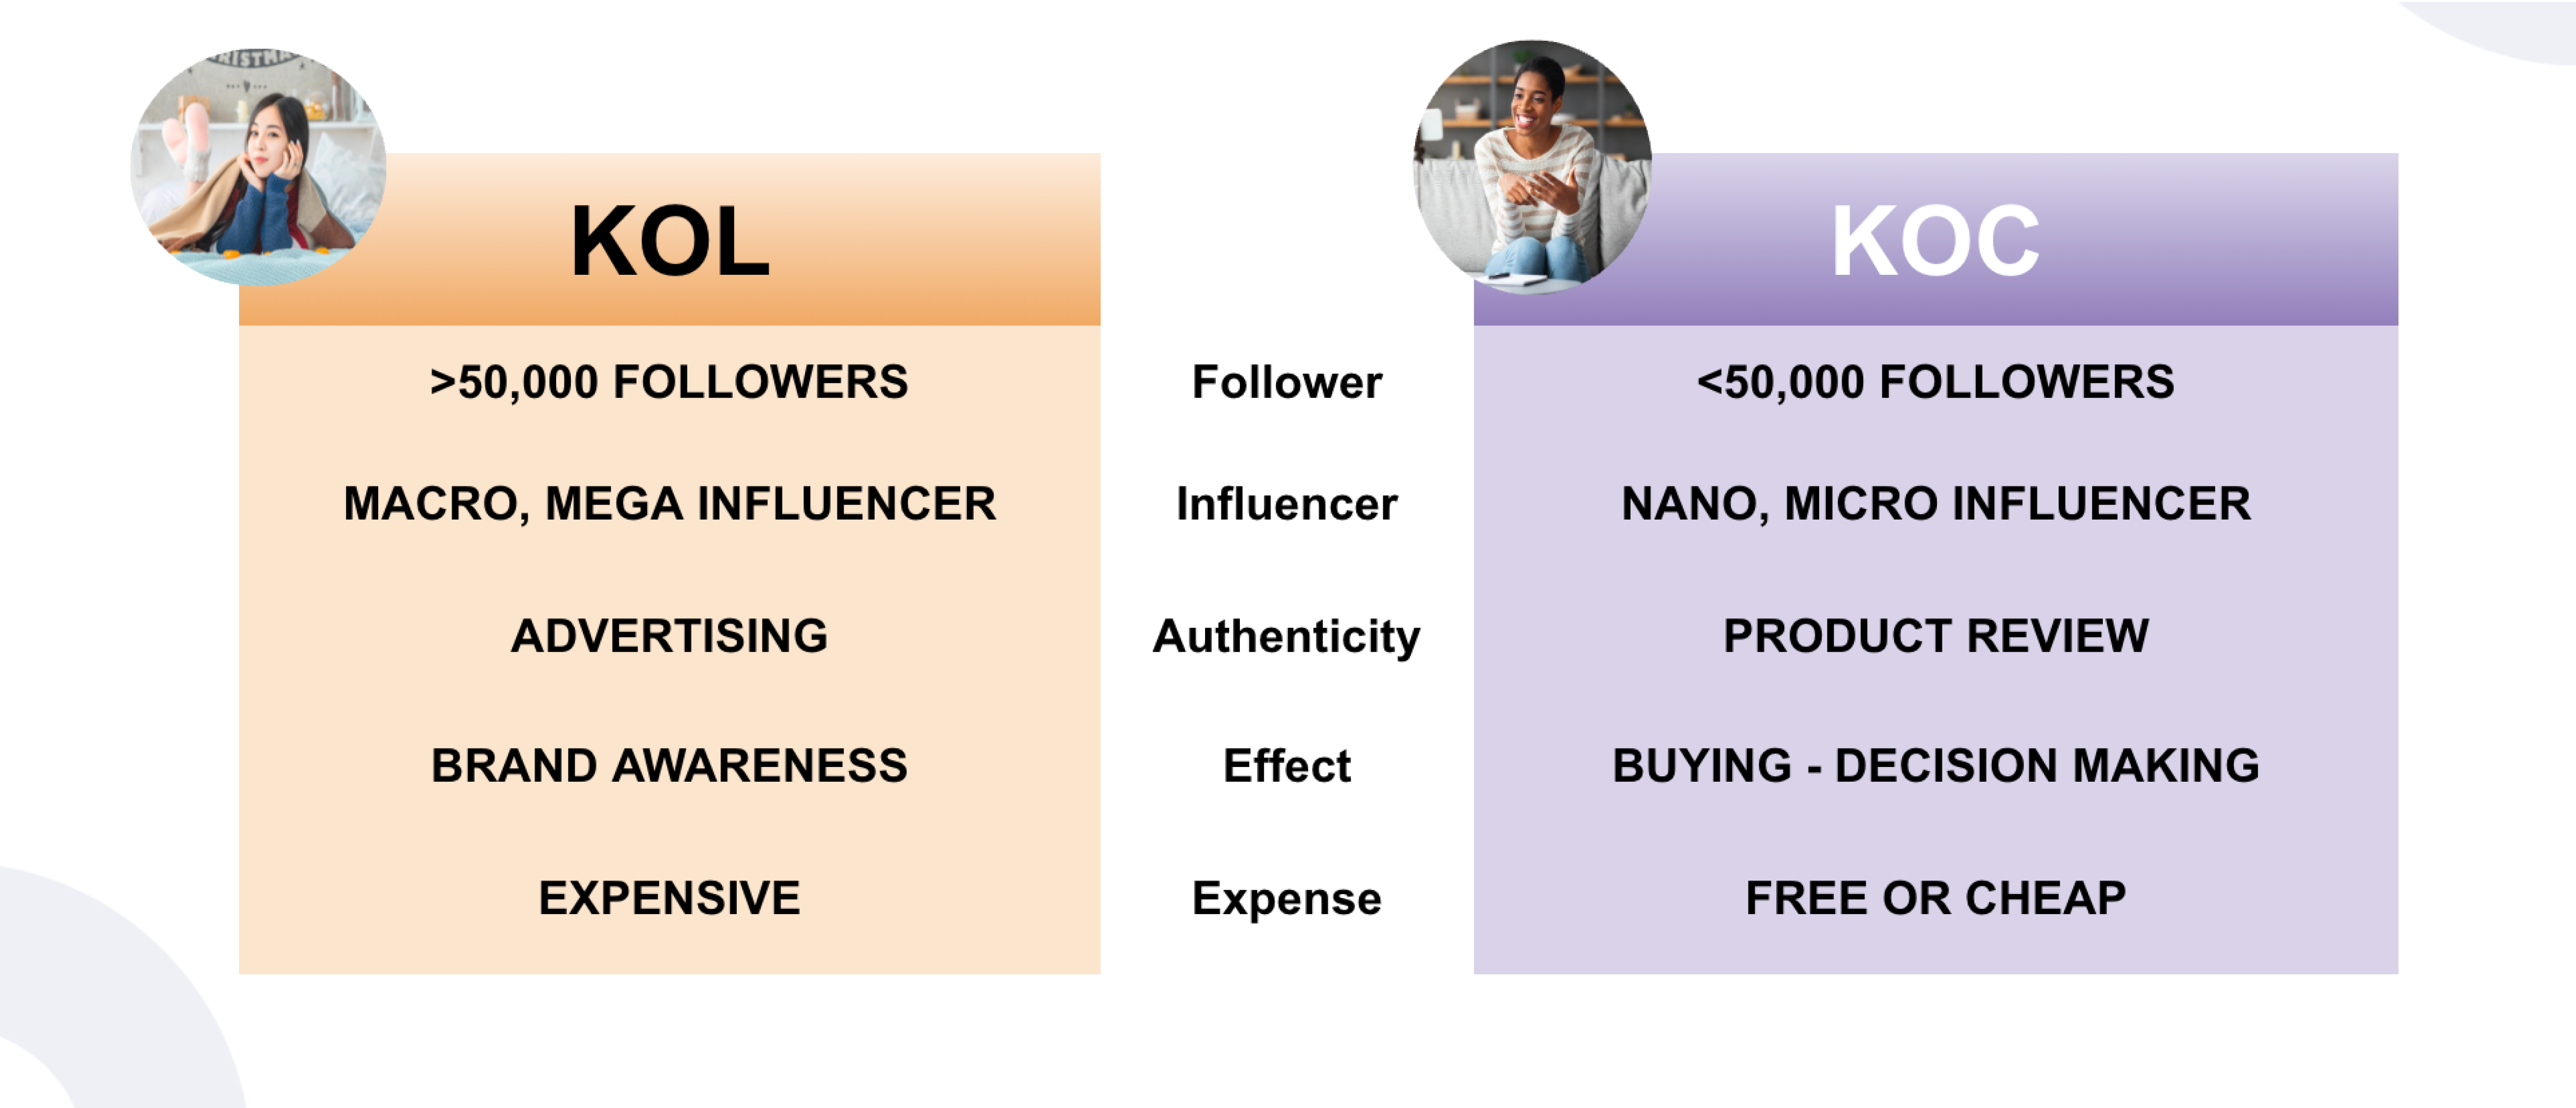 KOL
KOC
>50,000 FOLLOWERS
Follower
<50,000 FOLLOWERS
MACRO, MEGA INFLUENCER
Influencer
NANO, MICRO INFLUENCER
ADVERTISING
Authenticity
PRODUCT REVIEW
BRAND AWARENESS
Effect
BUYING - DECISION MAKING
EXPENSIVE
Expense
FREE OR CHEAP